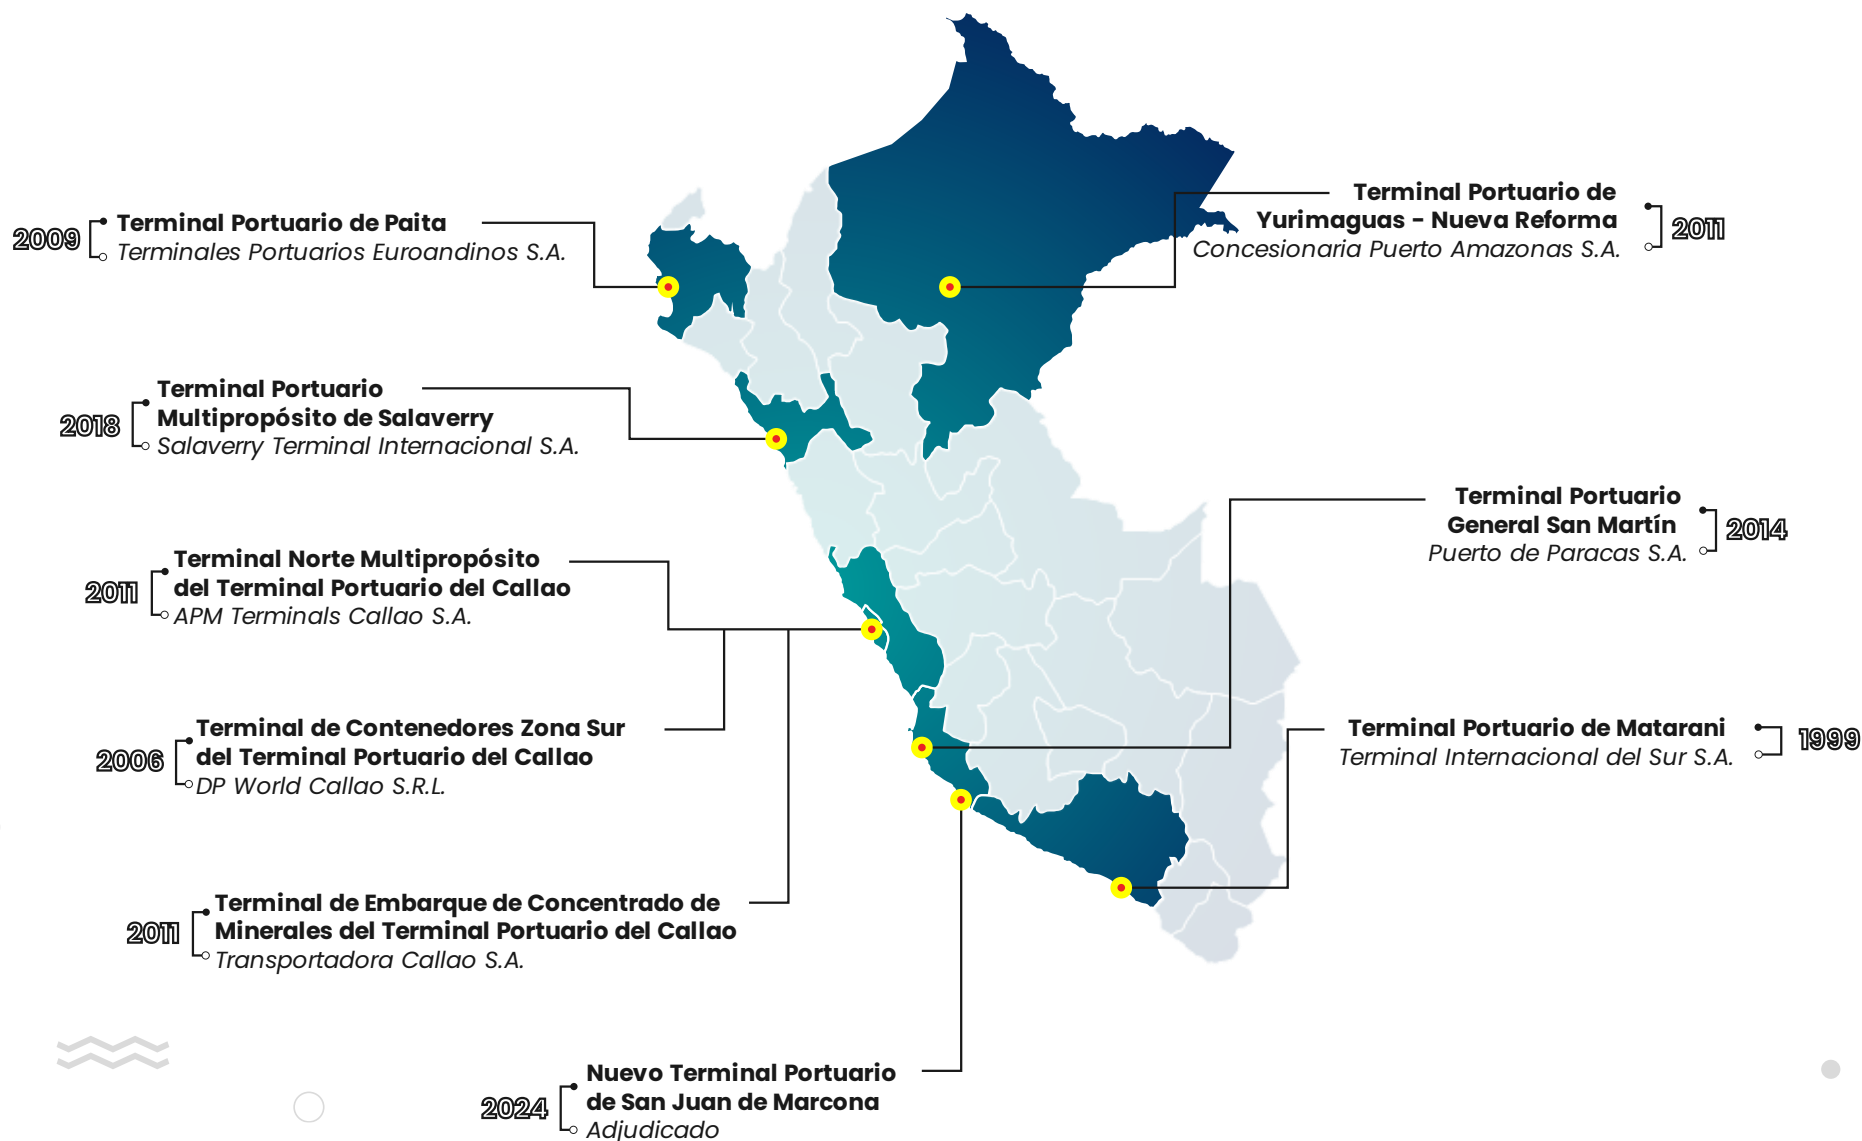 2009
Terminal Portuario de Paita
Terminales Portuarios Euroandinos S.A.
2018
Terminal Portuario
Multipropósito de Salaverry
Salaverry Terminal Internacional S.A.
2011
Terminal Norte Multipropósito
del Terminal Portuario del Callao
APM Terminals Callao S.A.
2006
Terminal de Contenedores Zona Sur
del Terminal Portuario del Callao
DP World Callao S.R.L.
2011
Terminal de Embarque de Concentrado de
Minerales del Terminal Portuario del Callao
Transportadora Callao S.A.
2024
Nuevo Terminal Portuario
de San Juan de Marcona
Adjudicado
Terminal Portuario de
Yurimaguas - Nueva Reforma
Concesionaria Puerto Amazonas S.A.
2011
Terminal Portuario
General San Martín
Puerto de Paracas S.A.
2014
Terminal Portuario de Matarani
Terminal Internacional del Sur S.A.
1999